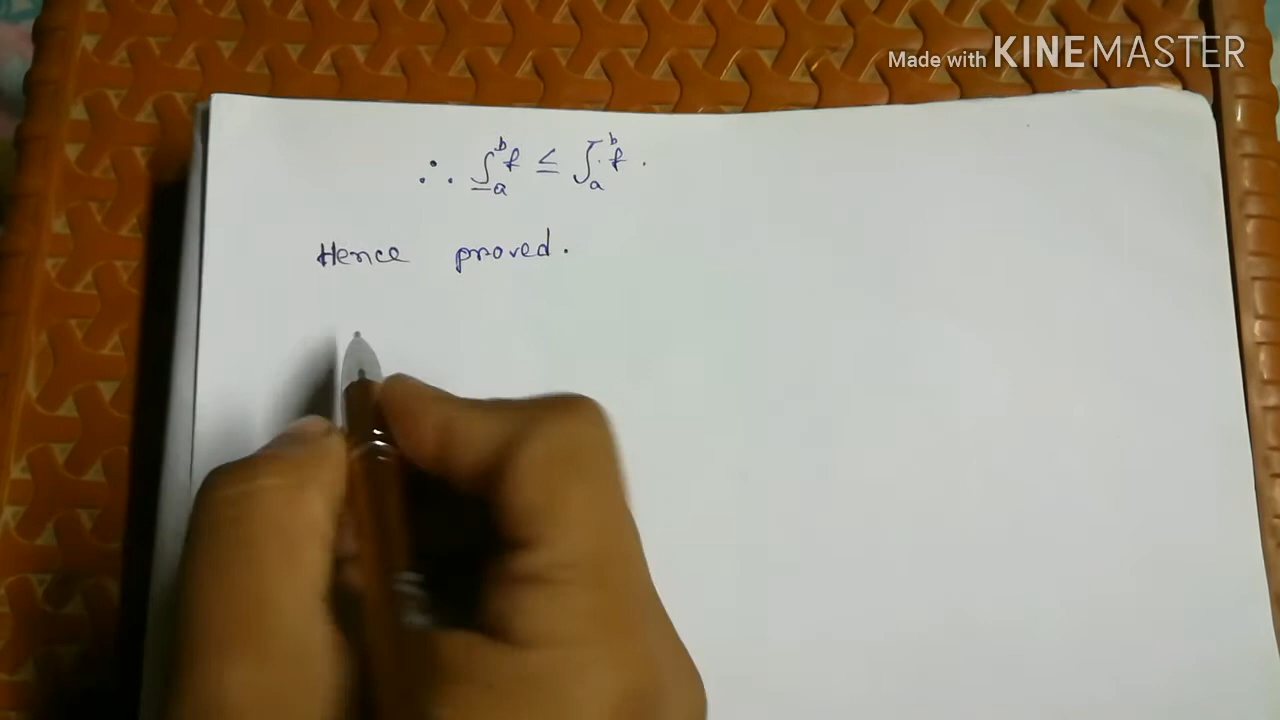 Made with KINEMASTER
∴ ∫̲ₐᵇ f ≤ ∫̅ₐᵇ f .
Hence proved.